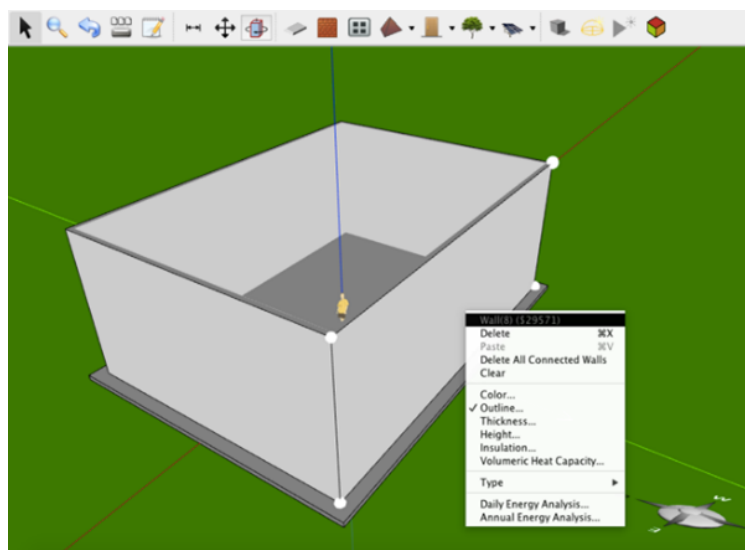 Wall(8) ($29571)
Delete ⌘X
Paste ⌘V
Delete All Connected Walls
Clear
Color...
✓ Outline...
Thickness...
Height...
Insulation...
Volumeric Heat Capacity...
Type ▶
Daily Energy Analysis...
Annual Energy Analysis...